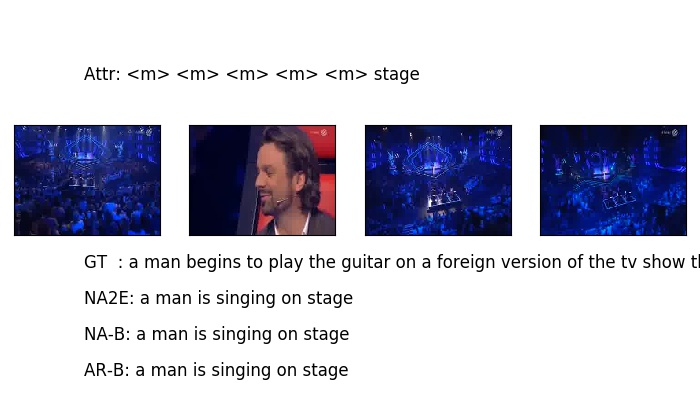 Attr: <m> <m> <m> <m> <m> stage
GT : a man begins to play the guitar on a foreign version of the tv show
NA2E: a man is singing on stage
NA-B: a man is singing on stage
AR-B: a man is singing on stage